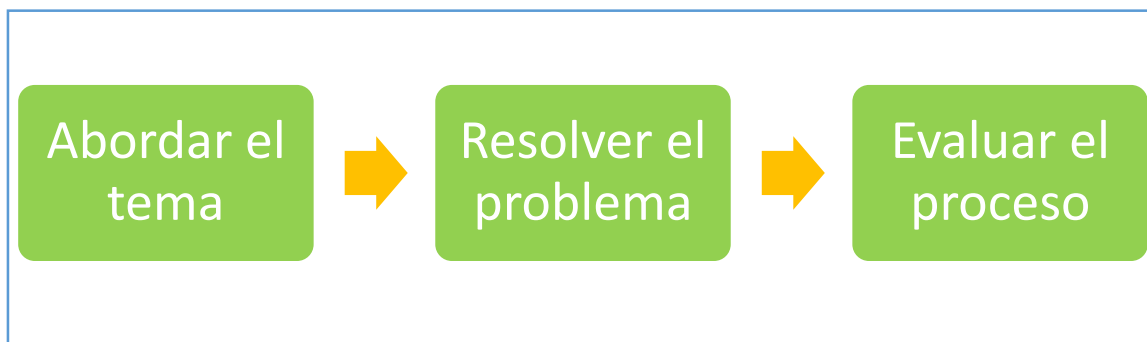 Abordar el
tema
Resolver el
problema
Evaluar el
proceso